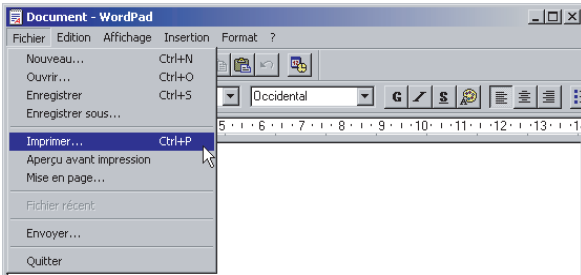 Document - WordPad
Fichier Edition Affichage Insertion Format ?
Nouveau... Ctrl+N
Ouvrir... Ctrl+O
Enregistrer Ctrl+S
Occidental
G I S
Enregistrer sous...
5 6 7 8 9 10 11 12 13
Imprimer... Ctrl+P
Aperçu avant impression
Mise en page...
Fichier récent
Envoyer...
Quitter